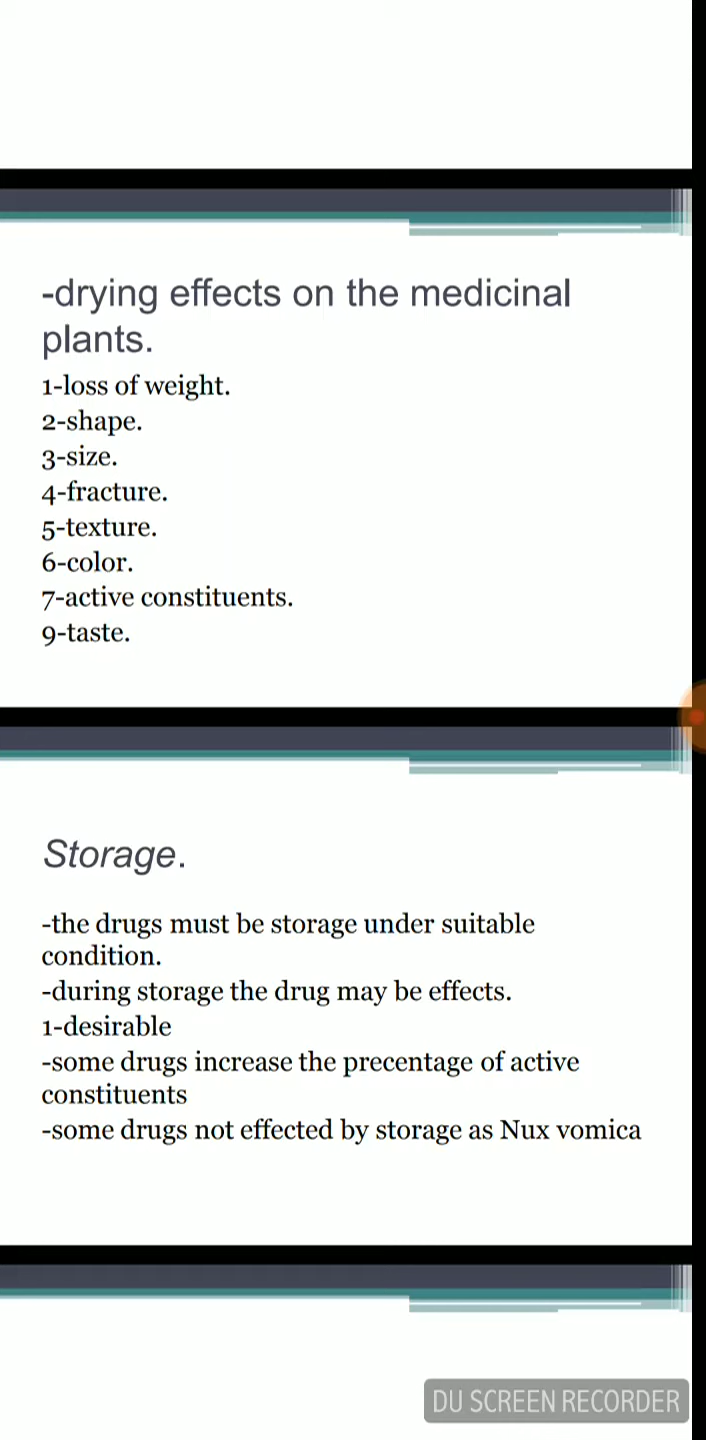 -drying effects on the medicinal
plants.
1-loss of weight.
2-shape.
3-size.
4-fracture.
5-texture.
6-color.
7-active constituents.
9-taste.
Storage.
-the drugs must be storage under suitable
condition.
-during storage the drug may be effects.
1-desirable
-some drugs increase the precentage of active
constituents
-some drugs not effected by storage as Nux vomica
DU SCREEN RECORDER